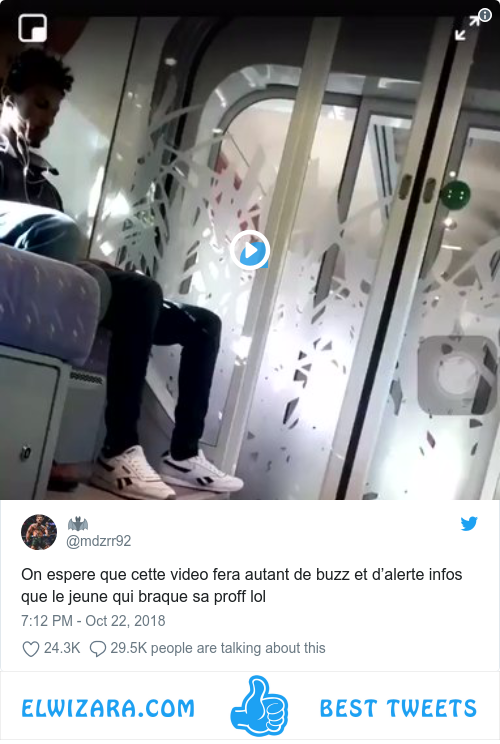 @mdzrr92
On espere que cette video fera autant de buzz et d’alerte infos
que le jeune qui braque sa proff lol
7:12 PM - Oct 22, 2018
24.3K 29.5K people are talking about this
ELWIZARA.COM BEST TWEETS